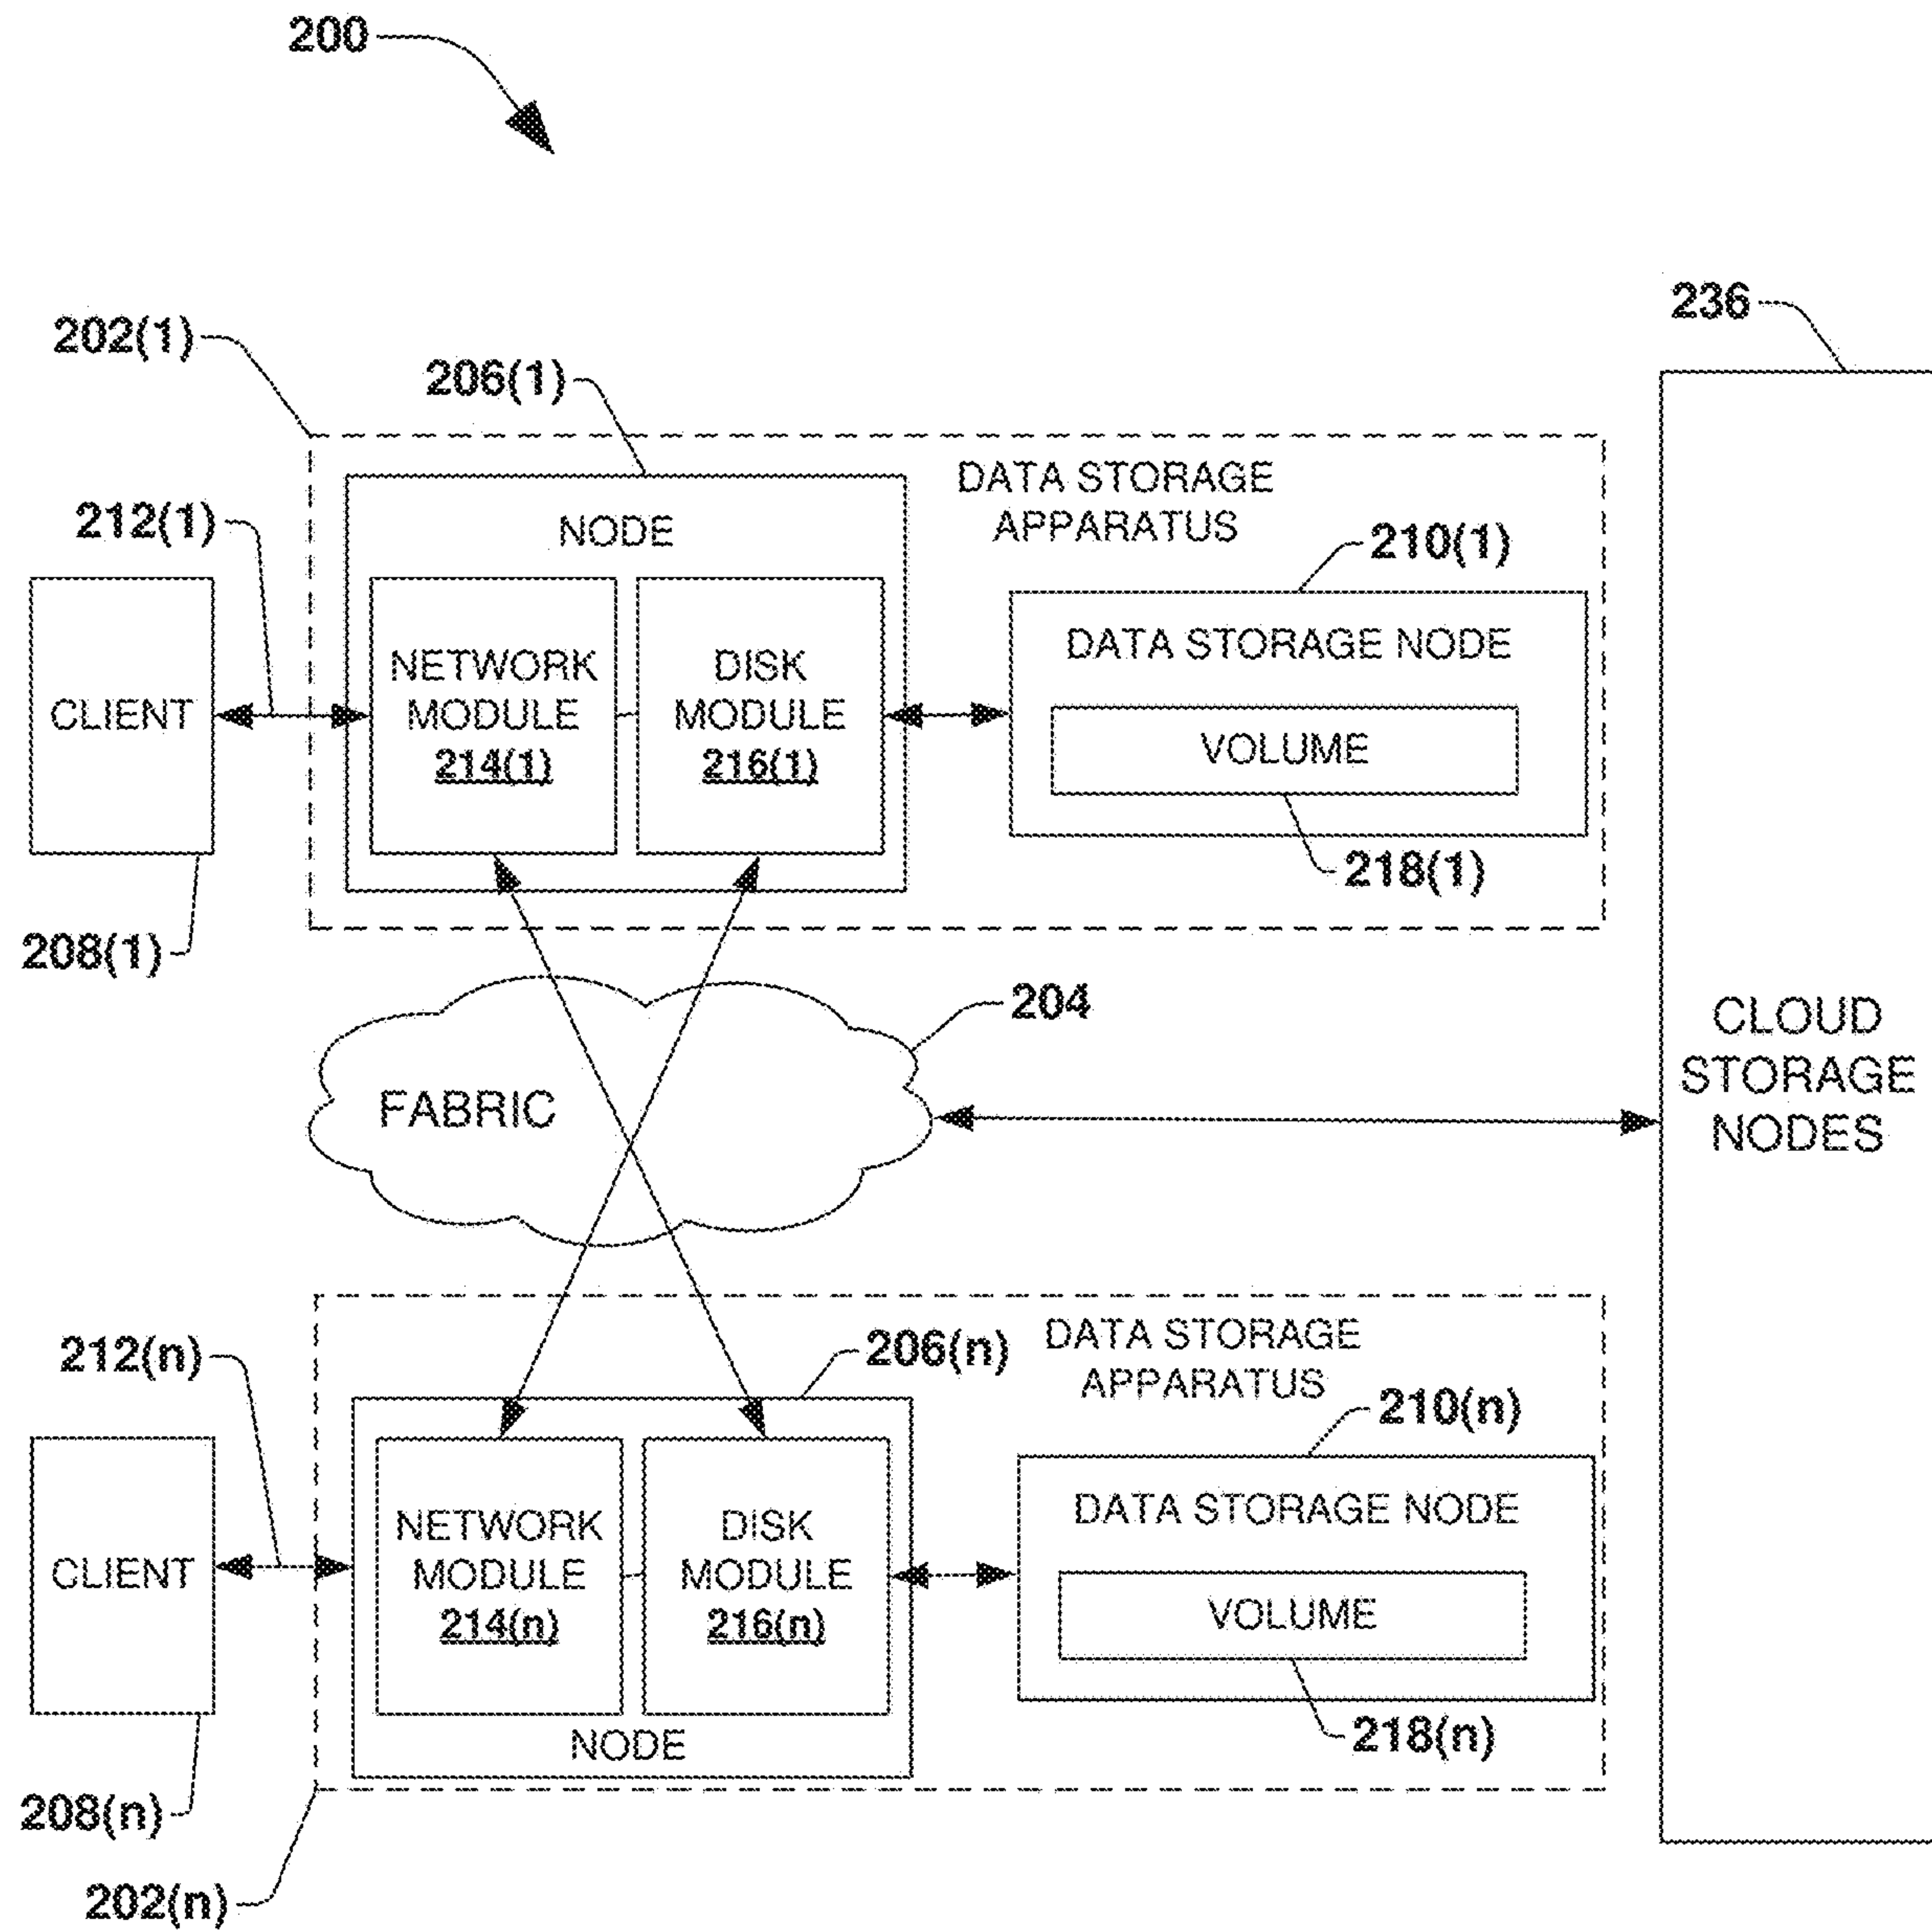 200
236
202(1)
206(1)
DATA STORAGE
APPARATUS
212(1)
NODE
210(1)
CLIENT
NETWORK
MODULE
214(1)
DISK
MODULE
216(1)
DATA STORAGE NODE
VOLUME
218(1)
208(1)
204
FABRIC
CLOUD
STORAGE
NODES
212(n)
206(n)
DATA STORAGE
APPARATUS
210(n)
CLIENT
NETWORK
MODULE
214(n)
DISK
MODULE
216(n)
DATA STORAGE NODE
VOLUME
NODE
218(n)
208(n)
202(n)